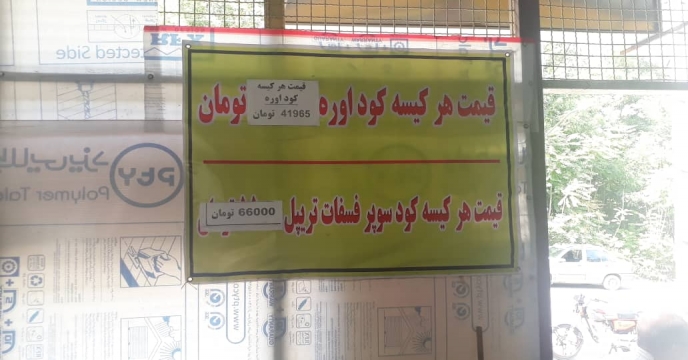 قیمت هر کیسه کود اوره تومان
قیمت هر کیسه
کود اوره
41965 تومان
قیمت هر کیسه کود سوپر فسفات تریپل
66000 تومان
Polymer